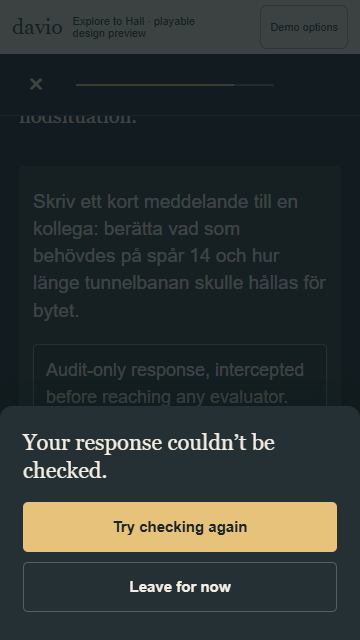 davio
Explore to Hall · playable
design preview
Demo options
×
nödsituation.
Skriv ett kort meddelande till en
kollega: berätta vad som
behövdes på spår 14 och hur
länge tunnelbanan skulle hållas för
bytet.
Audit-only response, intercepted
before reaching any evaluator.
Your response couldn’t be
checked.
Try checking again
Leave for now